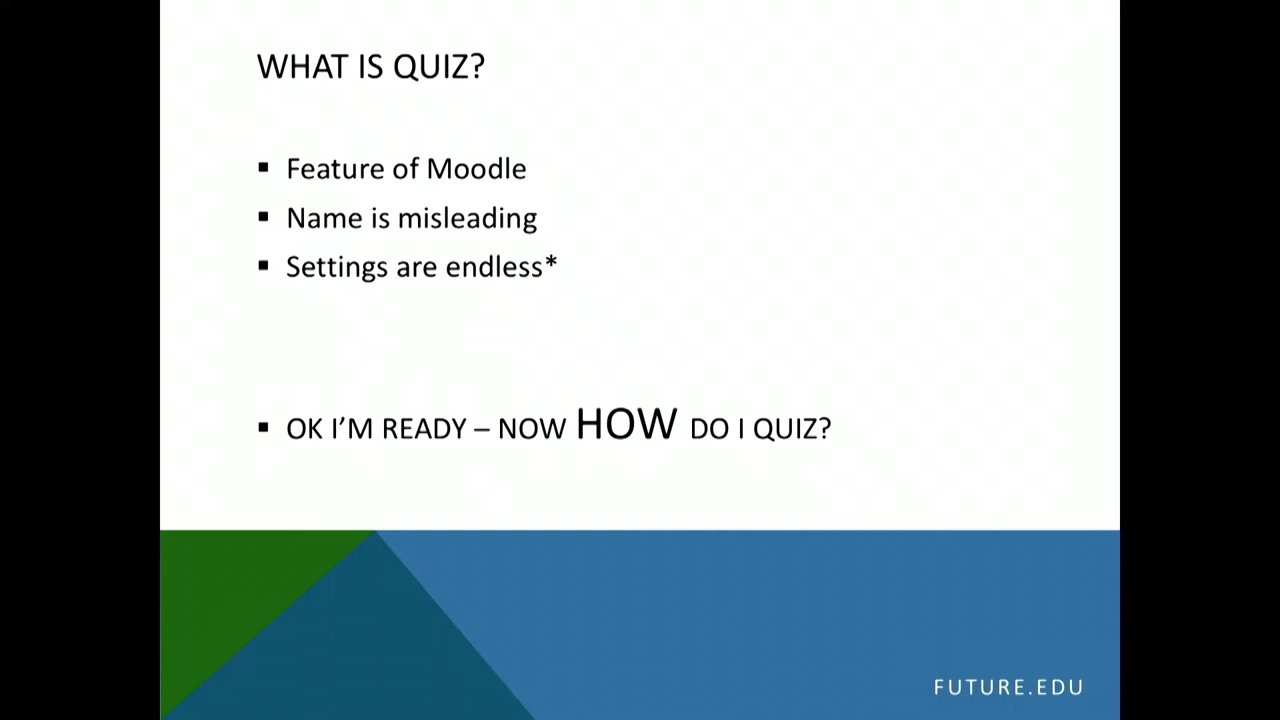 WHAT IS QUIZ?
▪ Feature of Moodle
▪ Name is misleading
▪ Settings are endless*
▪ OK I’M READY – NOW HOW DO I QUIZ?
FUTURE.EDU